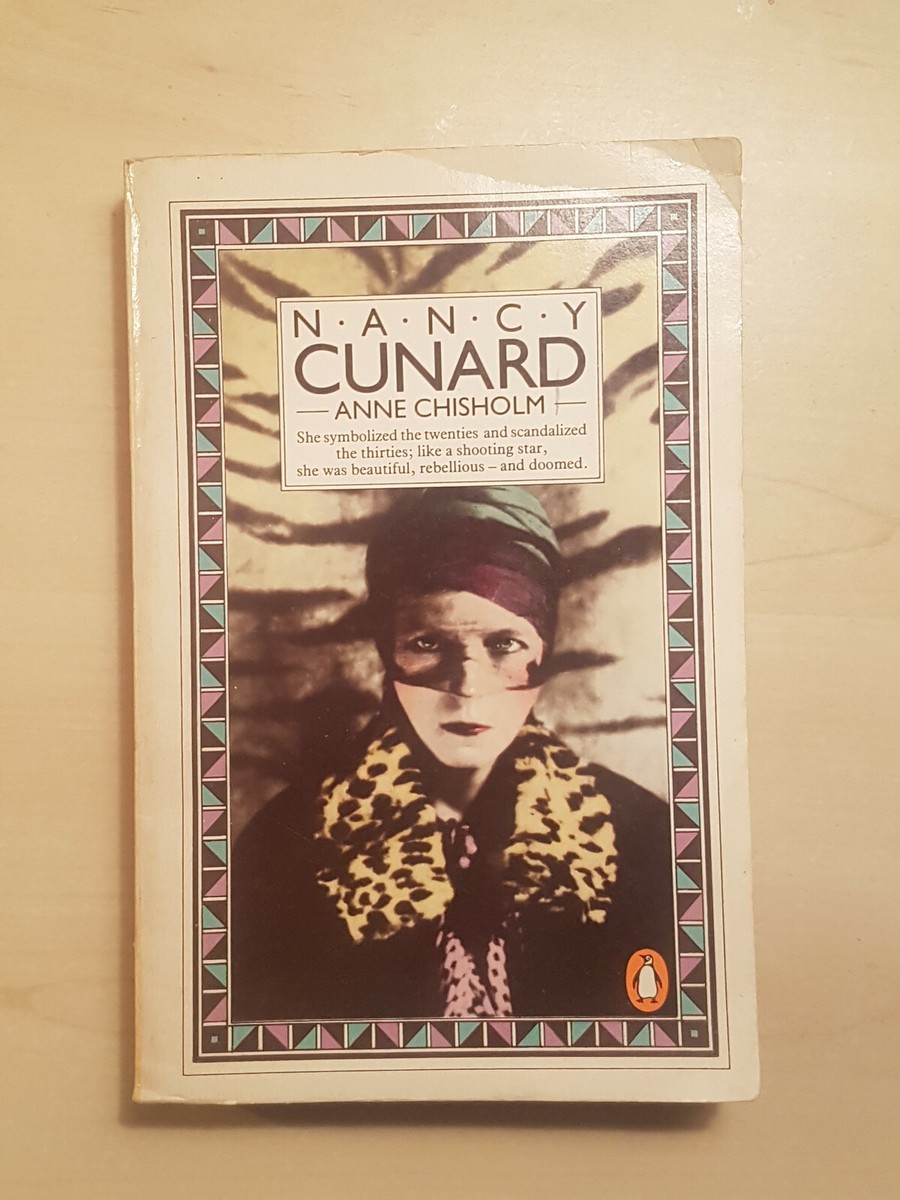 N·A·N·C·Y
CUNARD
— ANNE CHISHOLM —
She symbolized the twenties and scandalized
the thirties; like a shooting star,
she was beautiful, rebellious – and doomed.